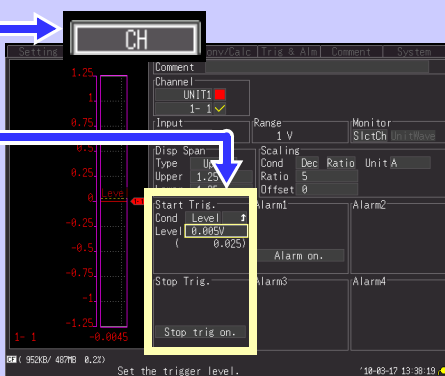 CH
Setting
onv/Calc
Trig & Alm
Comment
System
Comment
Channel
UNIT1
1- 1
Input
Range
Monitor
1 V
SlctCh
UnitWave
Disp Span
Scaling
Type
Cond Dec Ratio Unit A
Upper 1.25
Ratio 5
Offset 0
Start Trig.
Alarm1
Alarm2
Cond Level
Level 0.005V
( 0.025)
Alarm on.
Stop Trig.
Alarm3
Alarm4
Stop trig on.
1.25
1
0.75
0.5
0.25
Level
0
-0.25
-0.5
-0.75
-1
-1.25
1- 1
-0.0045
CF ( 952KB/ 487MB 0.2%)
Set the trigger level.
'10-03-17 13:38:19